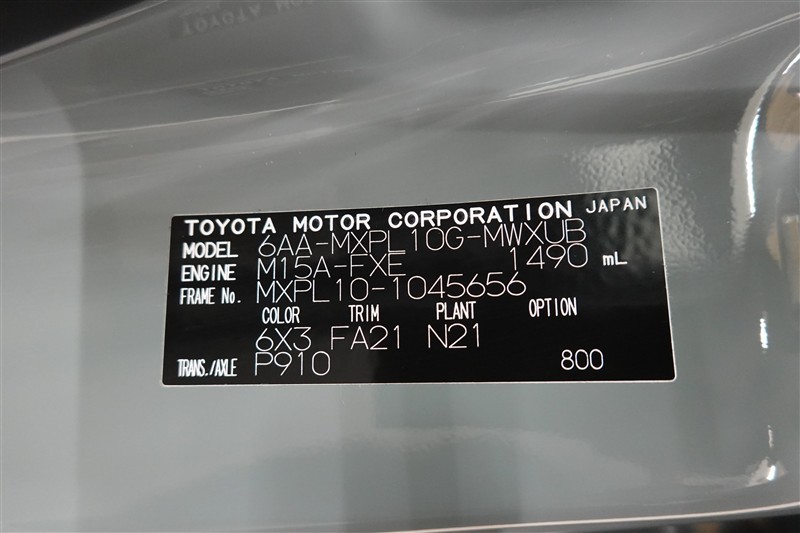 TOYOTA MOTOR CORPORATION JAPAN
MODEL 6AA-MXPL10G-MWXUB
ENGINE M15A-FXE 1490 mL
FRAME No. MXPL10-1045656
COLOR TRIM PLANT OPTION
6X3 FA21 N21
TRANS./AXLE P910 800